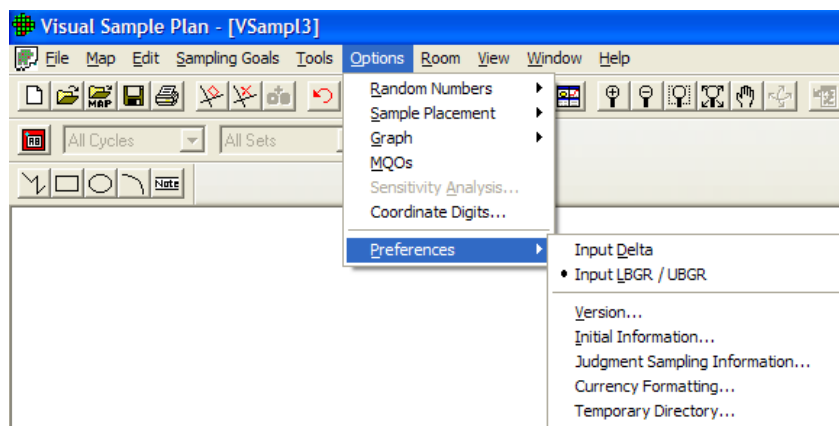 Visual Sample Plan - [VSampl3]
File Map Edit Sampling Goals Tools Options Room View Window Help
MAP
RB All Cycles All Sets
Note
Random Numbers
Sample Placement
Graph
MQOs
Sensitivity Analysis...
Coordinate Digits...
Preferences
Input Delta
Input LBGR / UBGR
Version...
Initial Information...
Judgment Sampling Information...
Currency Formatting...
Temporary Directory...